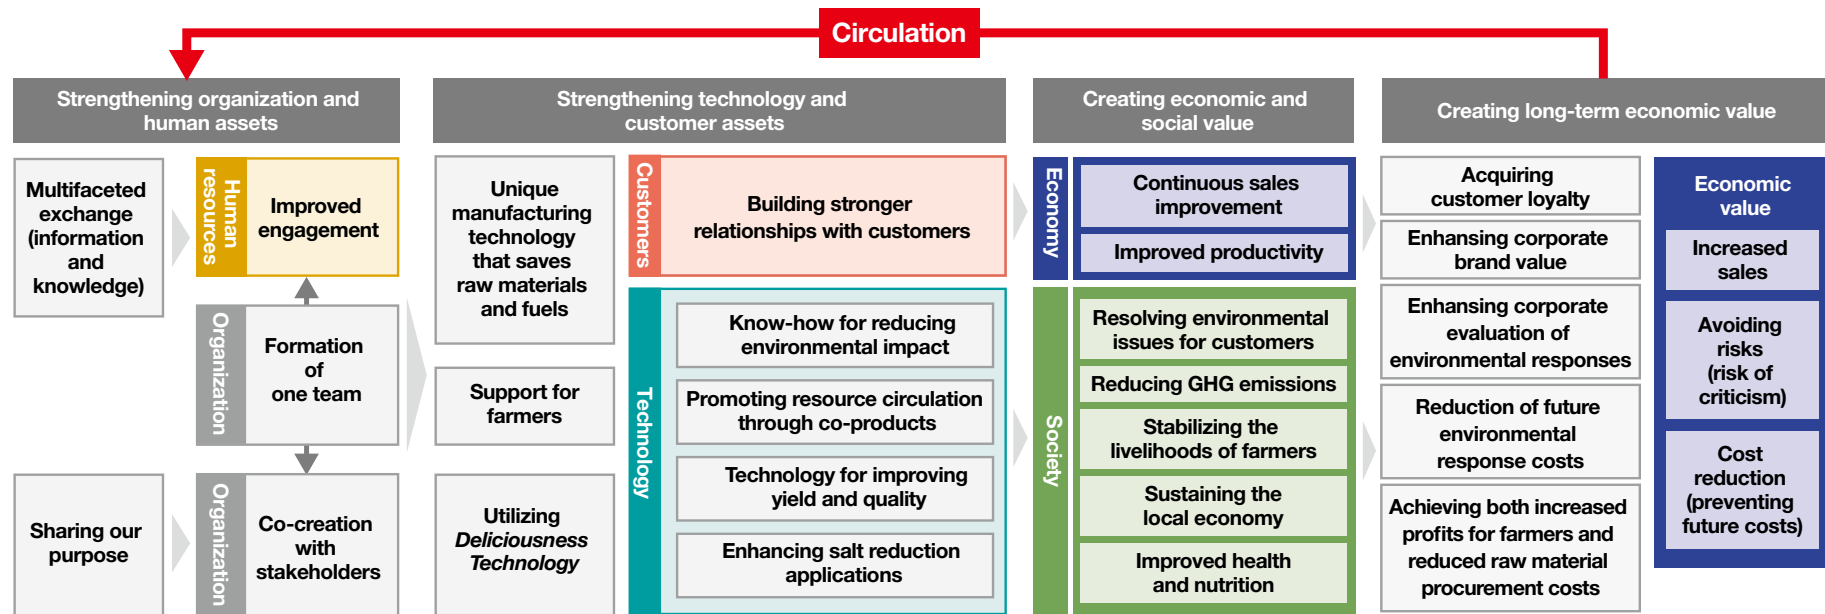 Circulation
Strengthening organization and
human assets
Strengthening technology and
customer assets
Creating economic and
social value
Creating long-term economic value
Multifaceted
exchange
(information
and
knowledge)
Human
resources
Improved
engagement
Organization
Formation
of
one team
Sharing our
purpose
Organization
Co-creation
with
stakeholders
Unique
manufacturing
technology
that saves
raw materials
and fuels
Support for
farmers
Utilizing
Deliciousness
Technology
Customers
Building stronger
relationships with customers
Technology
Know-how for reducing
environmental impact
Promoting resource circulation
through co-products
Technology for improving
yield and quality
Enhancing salt reduction
applications
Economy
Continuous sales
improvement
Improved productivity
Society
Resolving environmental
issues for customers
Reducing GHG emissions
Stabilizing the
livelihoods of farmers
Sustaining the
local economy
Improved health
and nutrition
Acquiring
customer loyalty
Enhansing corporate
brand value
Enhansing corporate
evaluation of
environmental responses
Reduction of future
environmental
response costs
Achieving both increased
profits for farmers and
reduced raw material
procurement costs
Economic
value
Increased
sales
Avoiding
risks
(risk of
criticism)
Cost
reduction
(preventing
future costs)